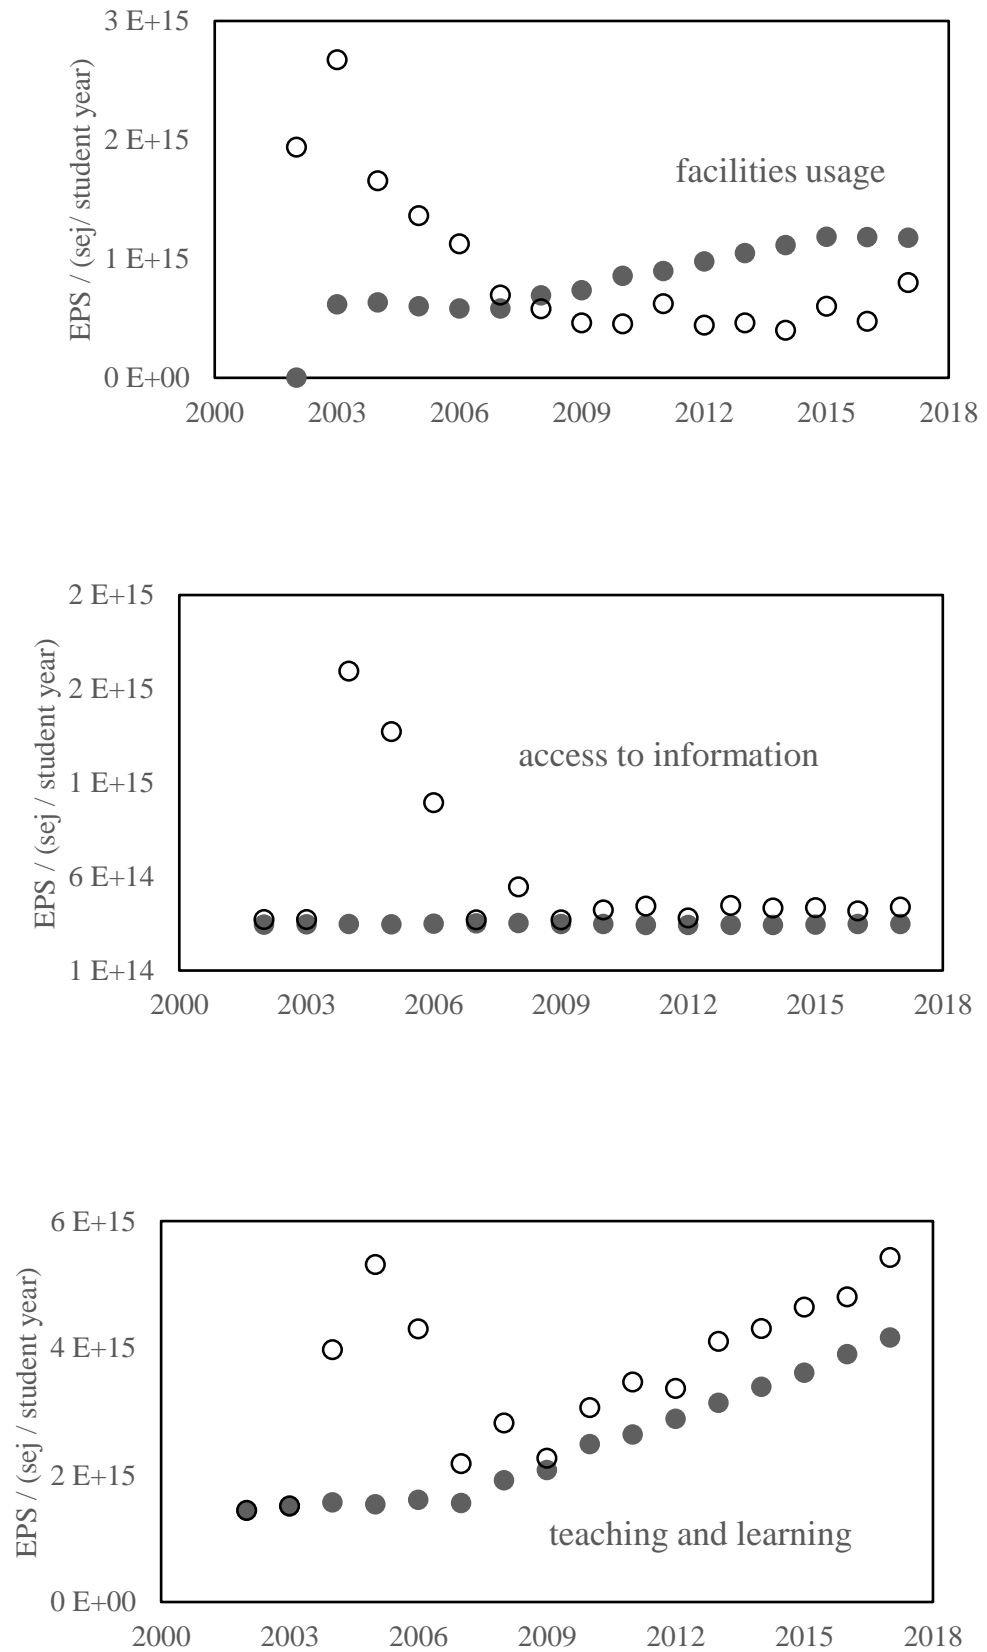 3 E+15
2 E+15
1 E+15
0 E+00
EPS / (sej/ student year)
facilities usage
2000 2003 2006 2009 2012 2015 2018
2 E+15
2 E+15
1 E+15
6 E+14
1 E+14
EPS / (sej / student year)
access to information
2000 2003 2006 2009 2012 2015 2018
6 E+15
4 E+15
2 E+15
0 E+00
EPS / (sej / student year)
teaching and learning
2000 2003 2006 2009 2012 2015 2018